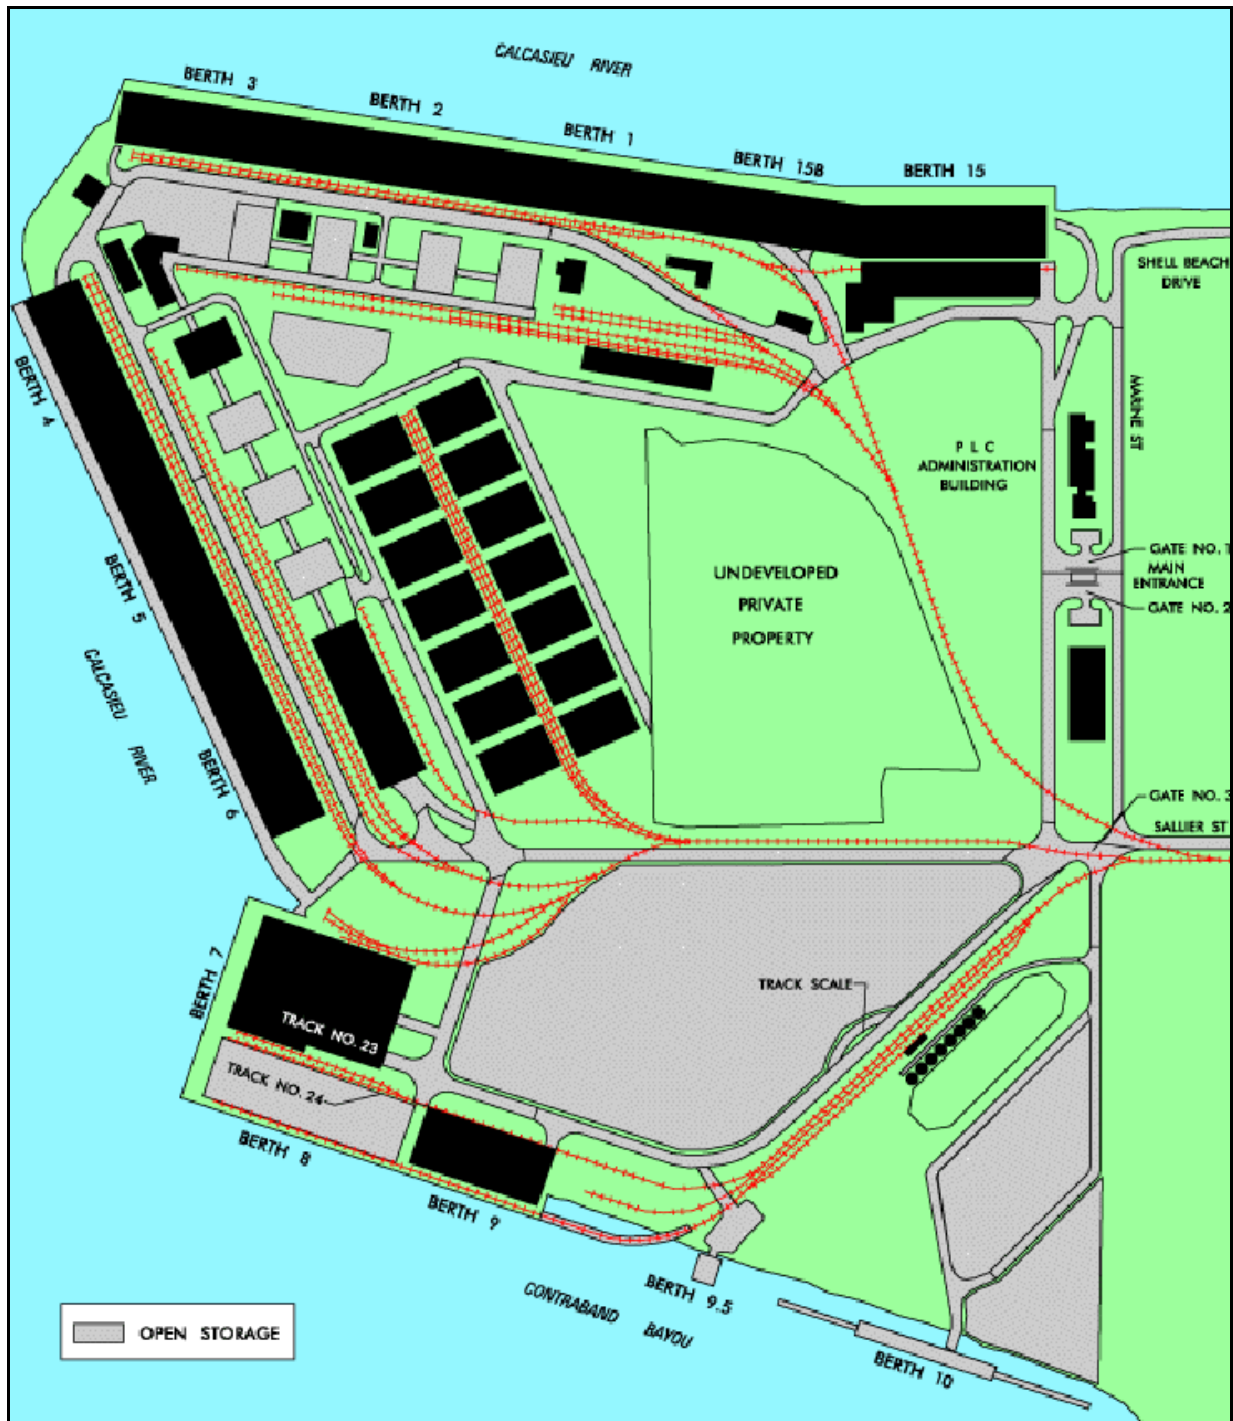 CALCASIEU RIVER
BERTH 3
BERTH 2
BERTH 1
BERTH 15B
BERTH 15
SHELL BEACH
DRIVE
MARINE ST
BERTH 4
P L C
ADMINISTRATION
BUILDING
GATE NO. 1
MAIN
ENTRANCE
GATE NO. 2
UNDEVELOPED
PRIVATE
PROPERTY
BERTH 5
CALCASIEU RIVER
BERTH 6
GATE NO. 3
SALLIER ST
BERTH 7
TRACK SCALE
TRACK NO. 23
TRACK NO. 24
BERTH 8
BERTH 9
BERTH 9.5
CONTRABAND BAYOU
BERTH 10
OPEN STORAGE